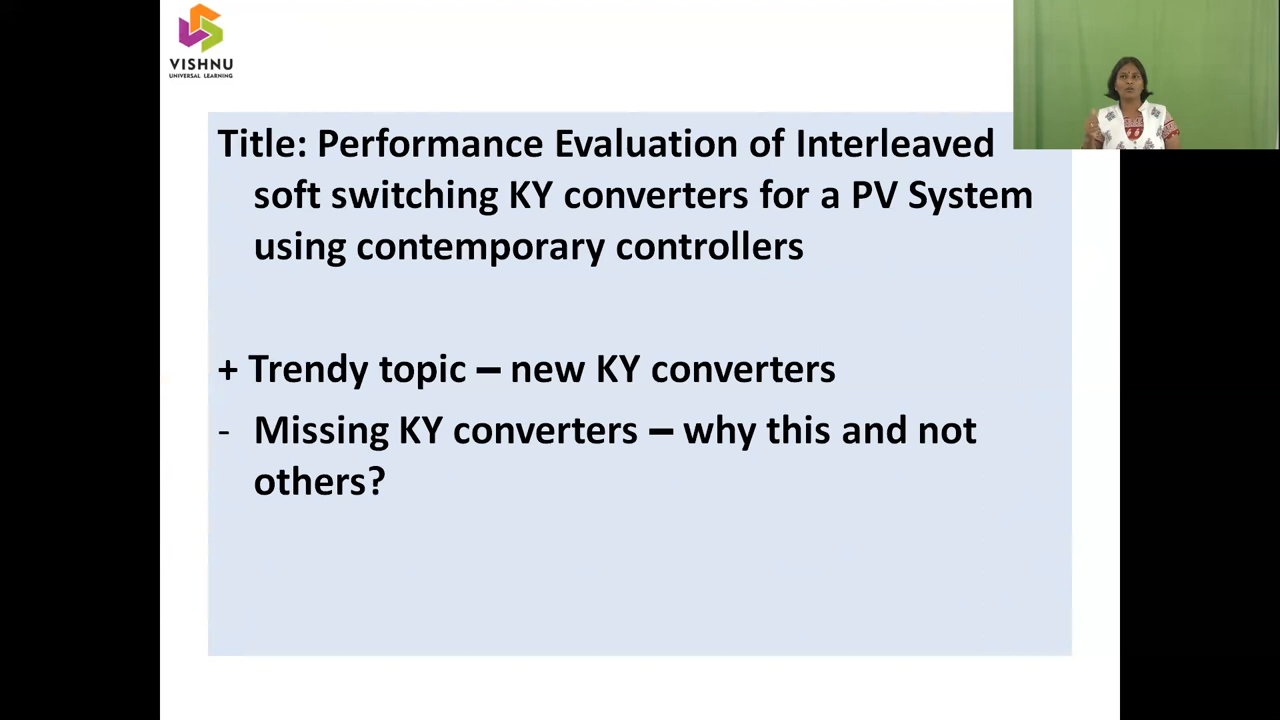 VISHNU
UNIVERSAL LEARNING
Title: Performance Evaluation of Interleaved
soft switching KY converters for a PV System
using contemporary controllers
+ Trendy topic – new KY converters
- Missing KY converters – why this and not
others?